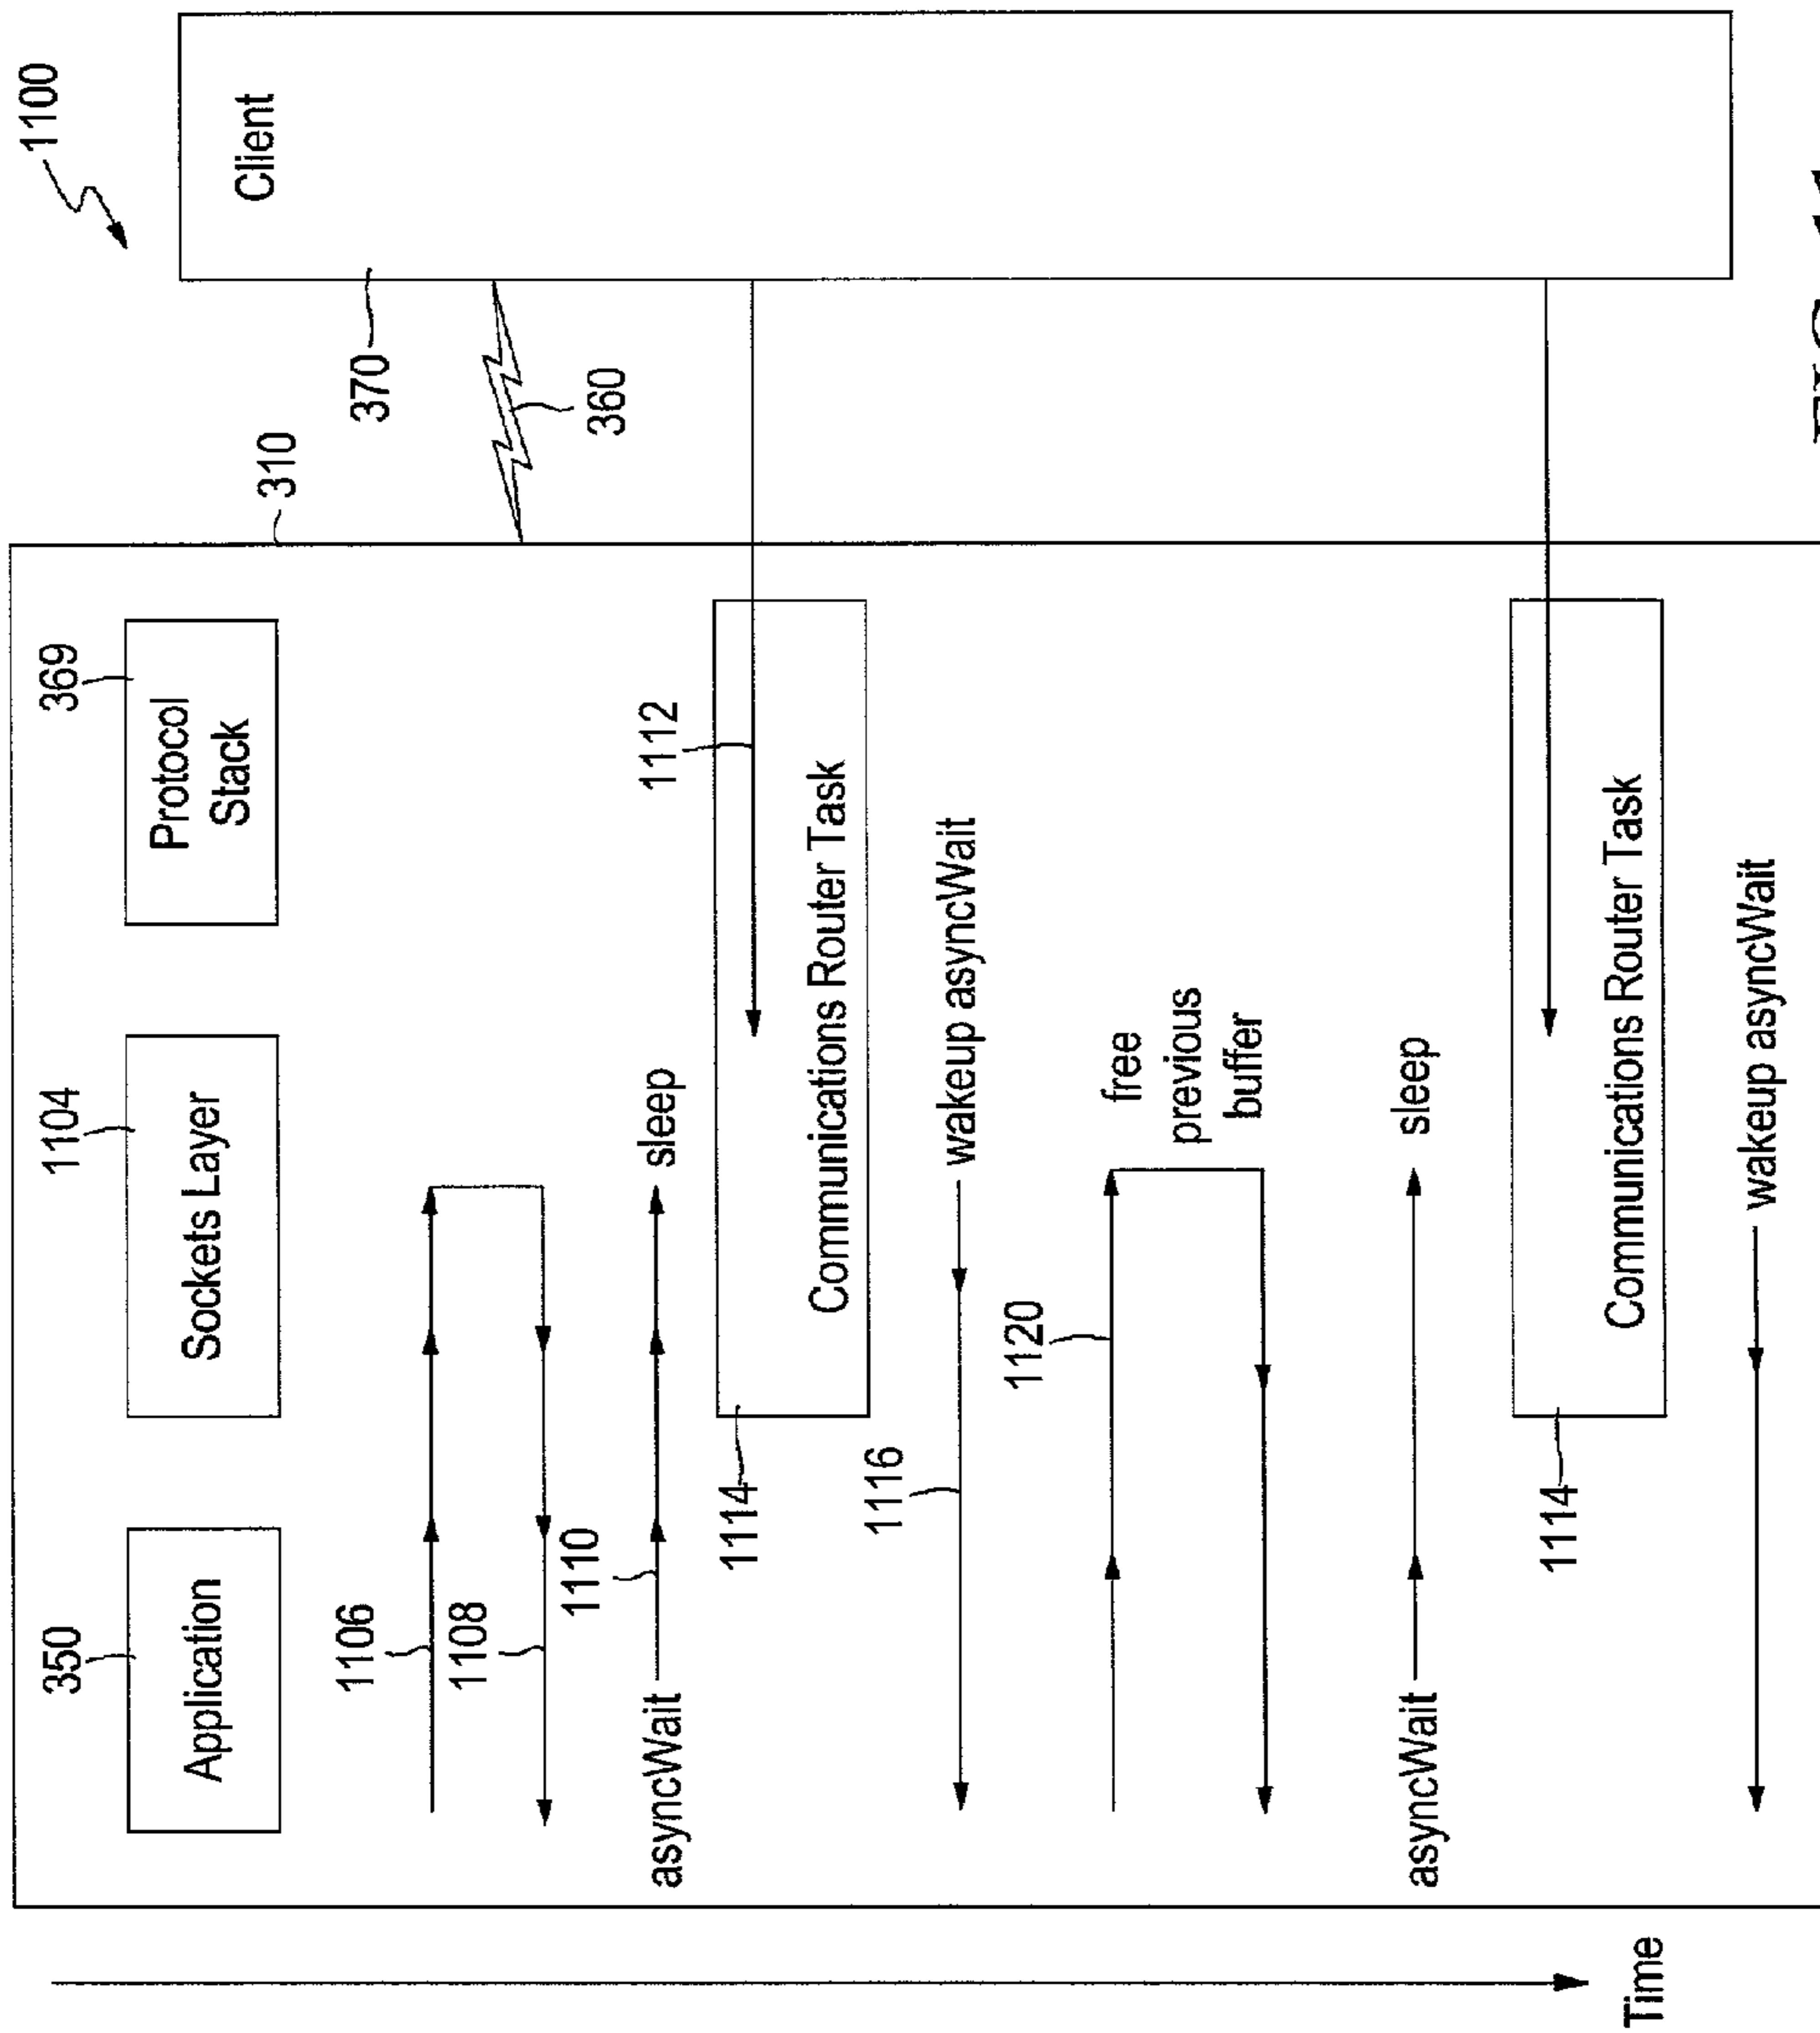 1100
350
1104
369
310
370
Application
Sockets Layer
Protocol
Stack
Client
360
1106
1108
1110
asyncWait
sleep
1112
1114
Communications Router Task
1116
wakeup asyncWait
1120
free
previous
buffer
asyncWait
sleep
1114
Communications Router Task
wakeup asyncWait
Time